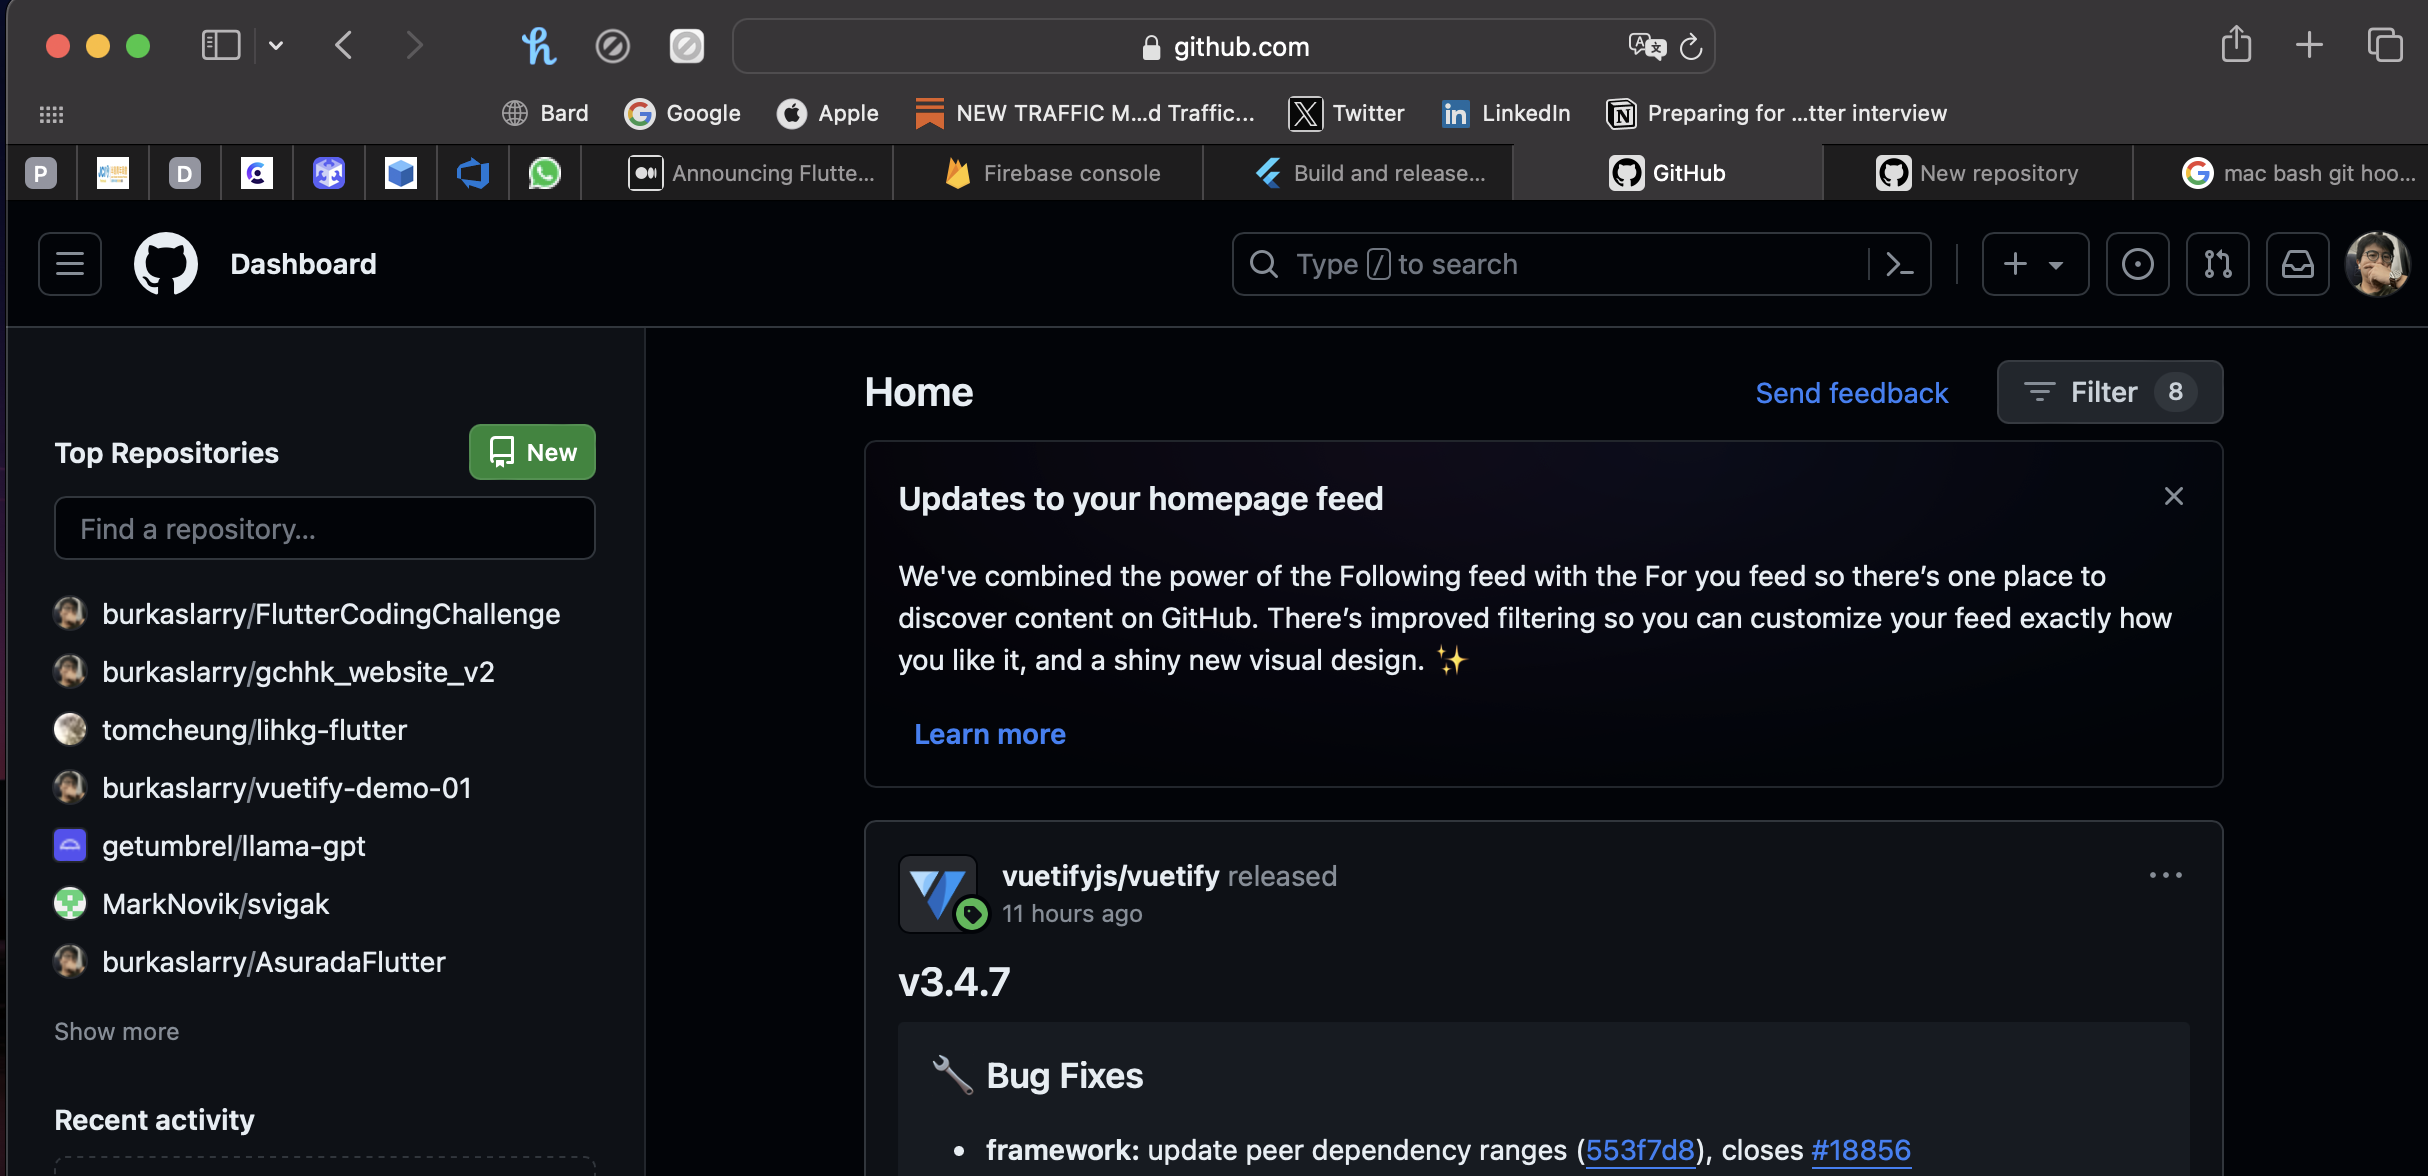 github.com
Bard
Google
Apple
NEW TRAFFIC M...d Traffic...
Twitter
LinkedIn
Preparing for ...tter interview
P
D
Announcing Flutte...
Firebase console
Build and release...
GitHub
New repository
mac bash git hoo...
Dashboard
Type / to search
Home
Send feedback
Filter 8
Top Repositories
New
Find a repository...
burkaslarry/FlutterCodingChallenge
burkaslarry/gchhk_website_v2
tomcheung/lihkg-flutter
burkaslarry/vuetify-demo-01
getumbrel/llama-gpt
MarkNovik/svigak
burkaslarry/AsuradaFlutter
Show more
Recent activity
Updates to your homepage feed
We've combined the power of the Following feed with the For you feed so there’s one place to
discover content on GitHub. There’s improved filtering so you can customize your feed exactly how
you like it, and a shiny new visual design. ✨
Learn more
vuetifyjs/vuetify released
11 hours ago
v3.4.7
🔧 Bug Fixes
• framework: update peer dependency ranges (553f7d8), closes #18856